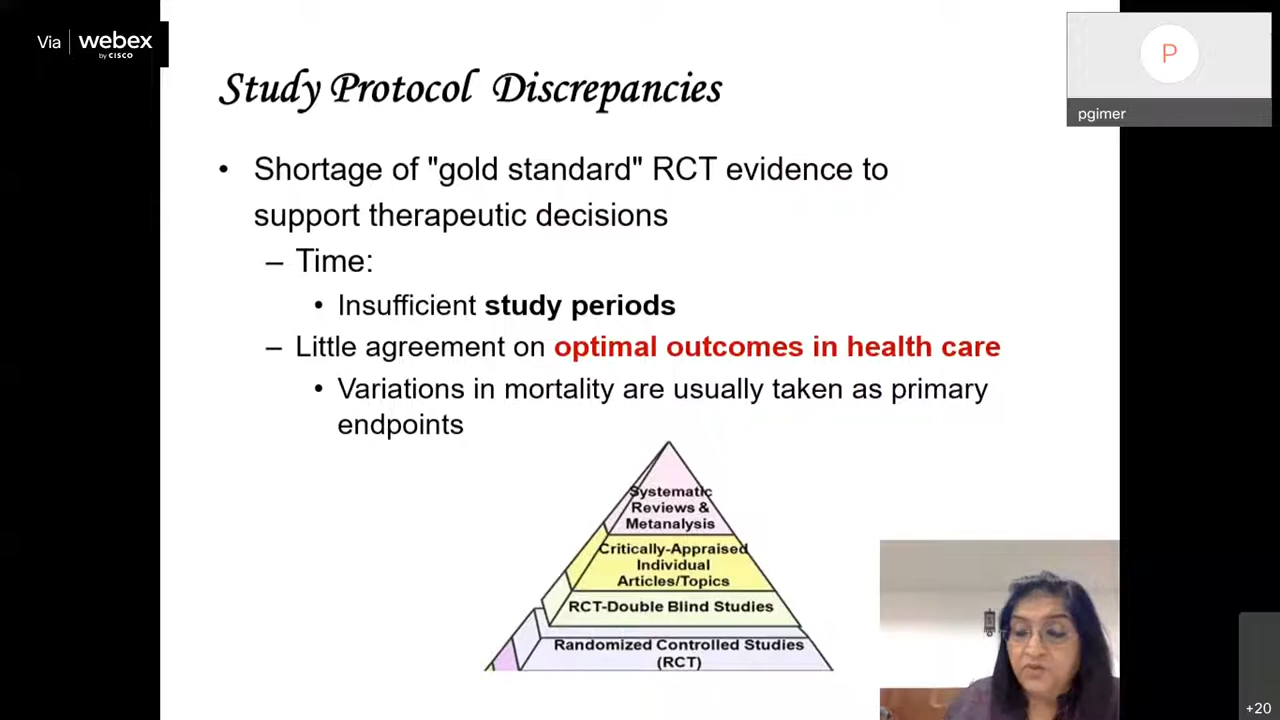 Via webex
by CISCO
P
pgimer
Study Protocol Discrepancies
• Shortage of "gold standard" RCT evidence to
support therapeutic decisions
– Time:
• Insufficient study periods
– Little agreement on optimal outcomes in health care
• Variations in mortality are usually taken as primary
endpoints
Systematic
Reviews &
Metanalysis
Critically-Appraised
Individual
Articles/Topics
RCT-Double Blind Studies
Randomized Controlled Studies
(RCT)
+20